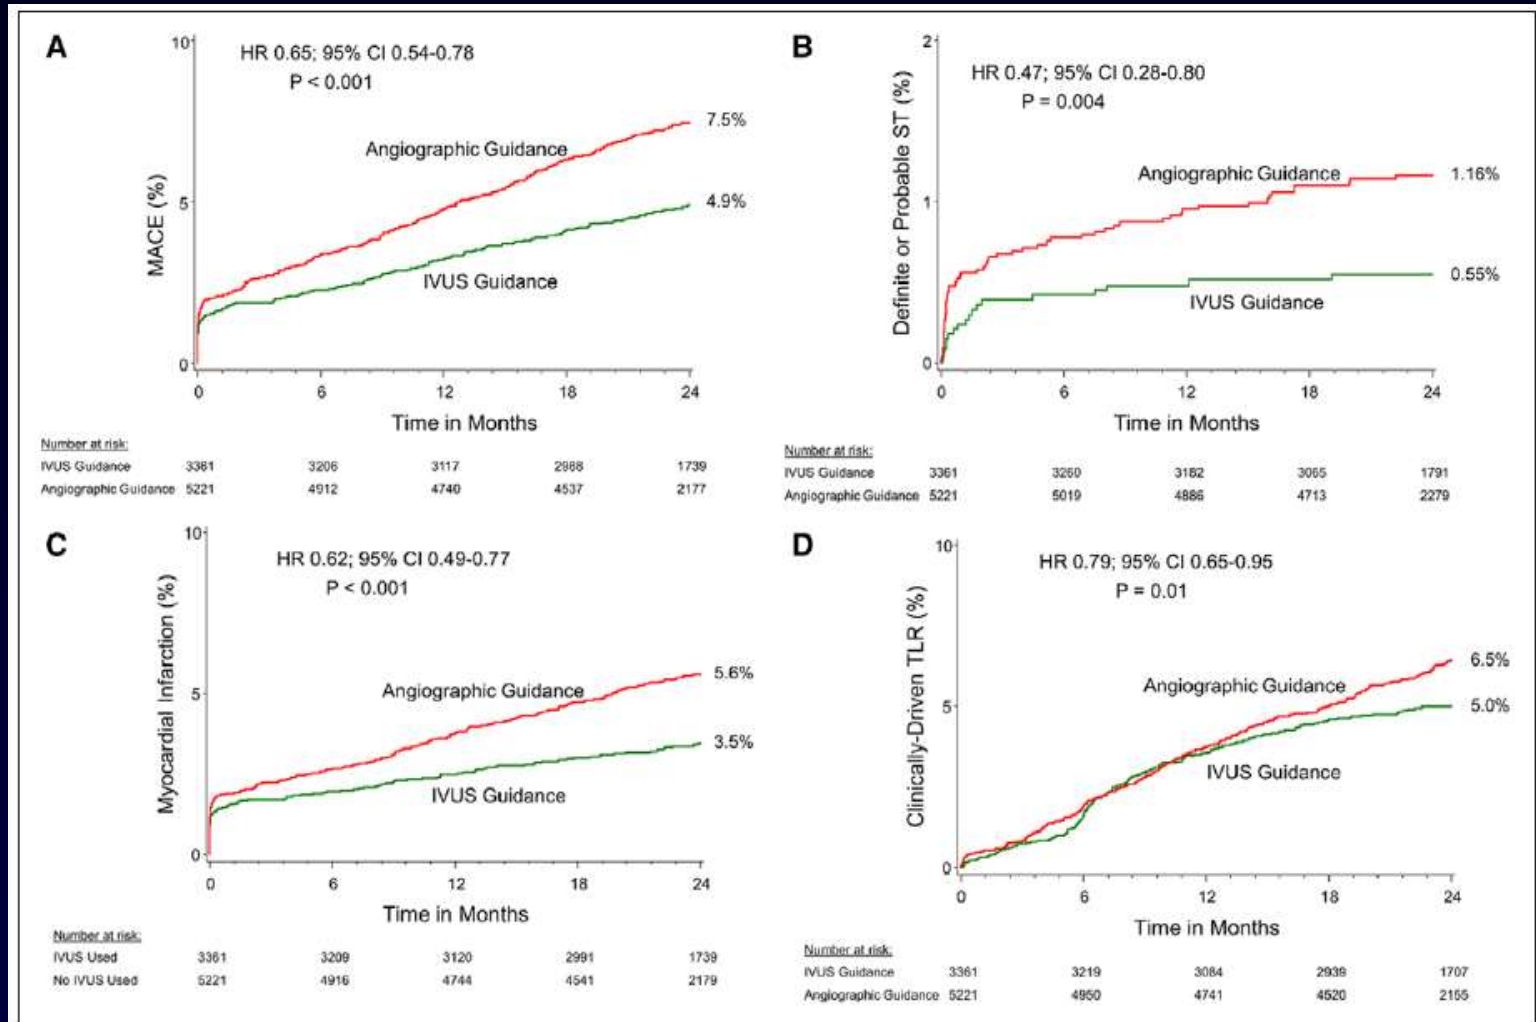 A
HR 0.65; 95% CI 0.54-0.78
P < 0.001
MACE (%)
10
5
0
Angiographic Guidance
7.5%
4.9%
IVUS Guidance
0 6 12 18 24
Time in Months
Number at risk:
IVUS Guidance 3361 3206 3117 2988 1739
Angiographic Guidance 5221 4912 4740 4537 2177
B
HR 0.47; 95% CI 0.28-0.80
P = 0.004
Definite or Probable ST (%)
2
1
0
Angiographic Guidance
1.16%
0.55%
IVUS Guidance
0 6 12 18 24
Time in Months
Number at risk:
IVUS Guidance 3361 3260 3182 3065 1791
Angiographic Guidance 5221 5019 4886 4713 2279
C
HR 0.62; 95% CI 0.49-0.77
P < 0.001
Myocardial Infarction (%)
10
5
0
Angiographic Guidance
5.6%
3.5%
IVUS Guidance
0 6 12 18 24
Time in Months
Number at risk:
IVUS Used 3361 3209 3120 2991 1739
No IVUS Used 5221 4916 4744 4541 2179
D
HR 0.79; 95% CI 0.65-0.95
P = 0.01
Clinically-Driven TLR (%)
10
5
0
Angiographic Guidance
6.5%
5.0%
IVUS Guidance
0 6 12 18 24
Time in Months
Number at risk:
IVUS Guidance 3361 3219 3084 2939 1707
Angiographic Guidance 5221 4950 4741 4520 2155